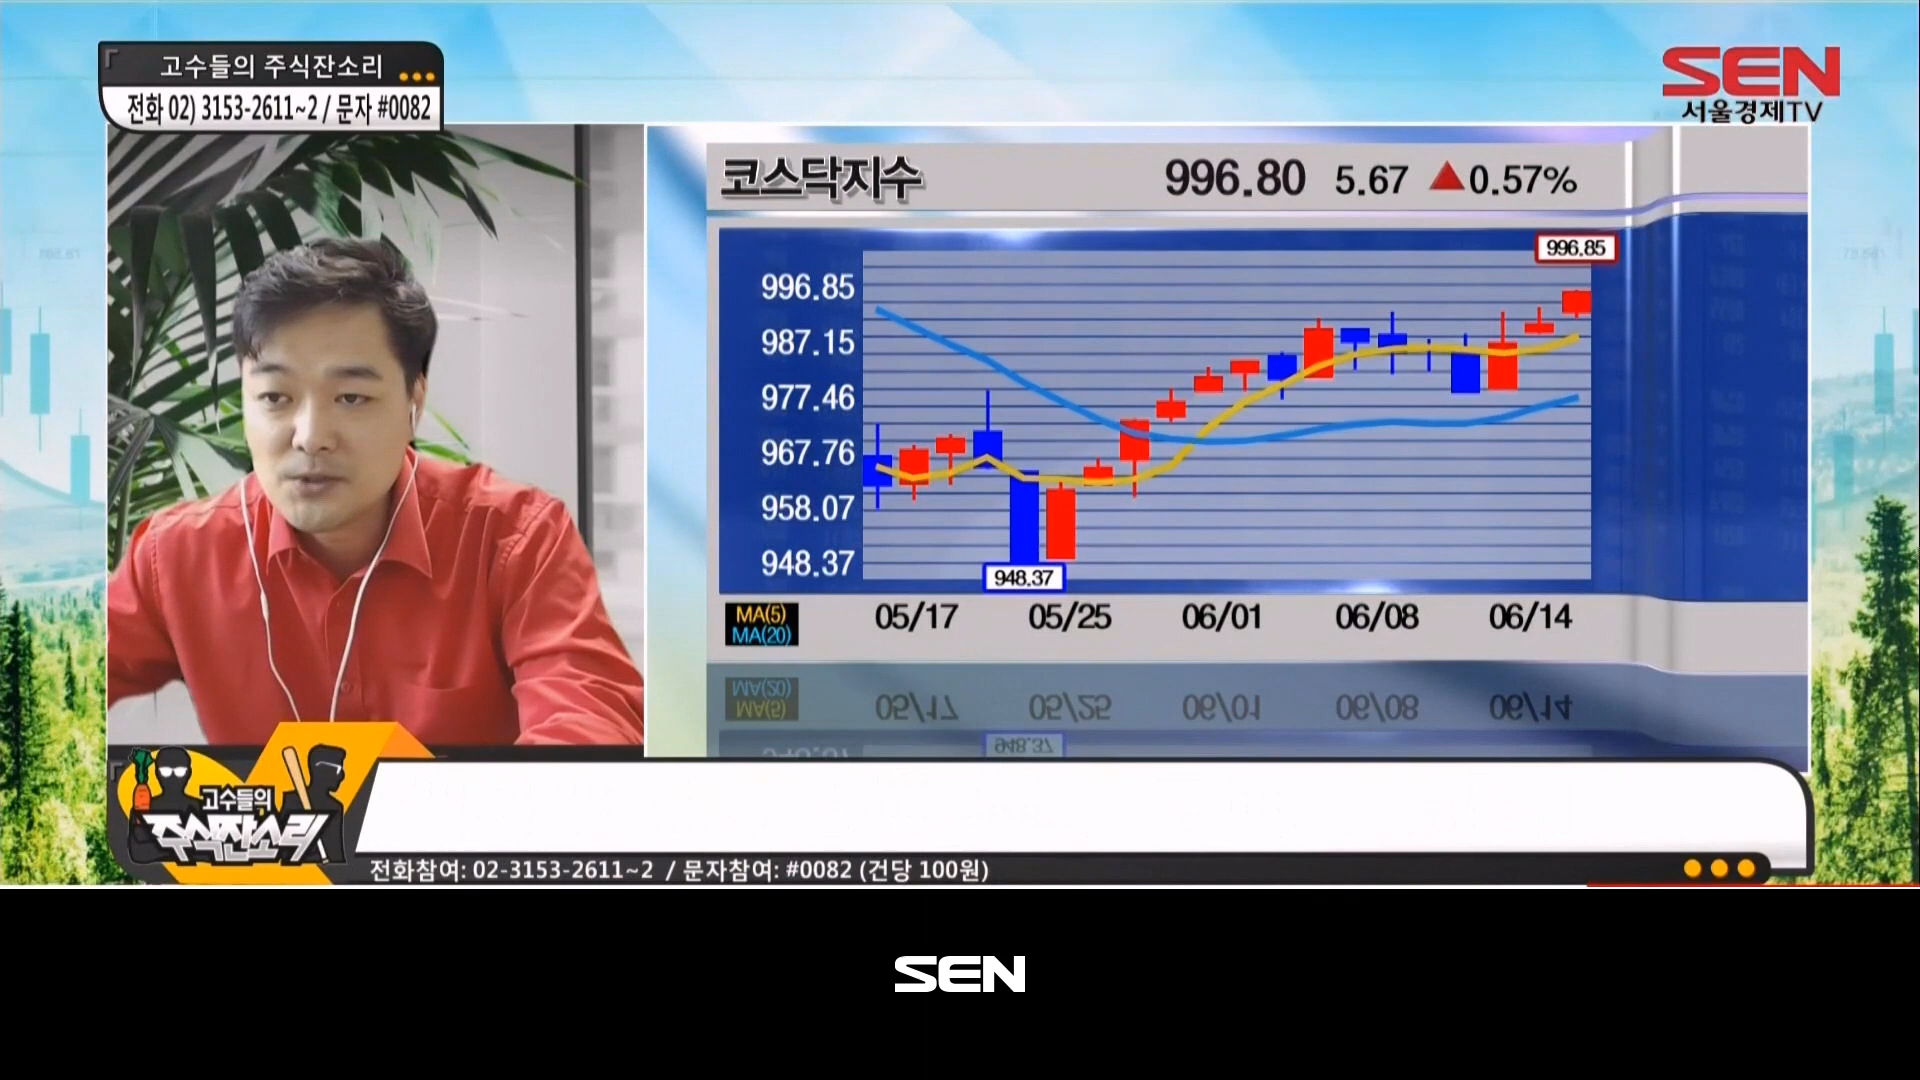 고수들의 주식잔소리
전화 02) 3153-2611~2 / 문자 #0082
SEN
서울경제TV
코스닥지수 996.80 5.67 ▲0.57%
996.85
996.85
987.15
977.46
967.76
958.07
948.37
948.37
MA(5)
MA(20)
05/17 05/25 06/01 06/08 06/14
고수들의
주식잔소리
전화참여: 02-3153-2611~2 / 문자참여: #0082 (건당 100원)
SEN